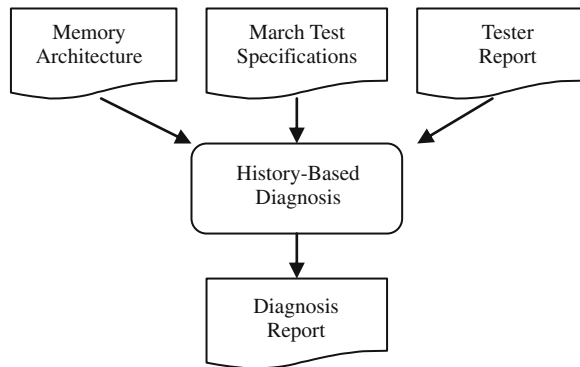 Memory
Architecture
March Test
Specifications
Tester
Report
History-Based
Diagnosis
Diagnosis
Report